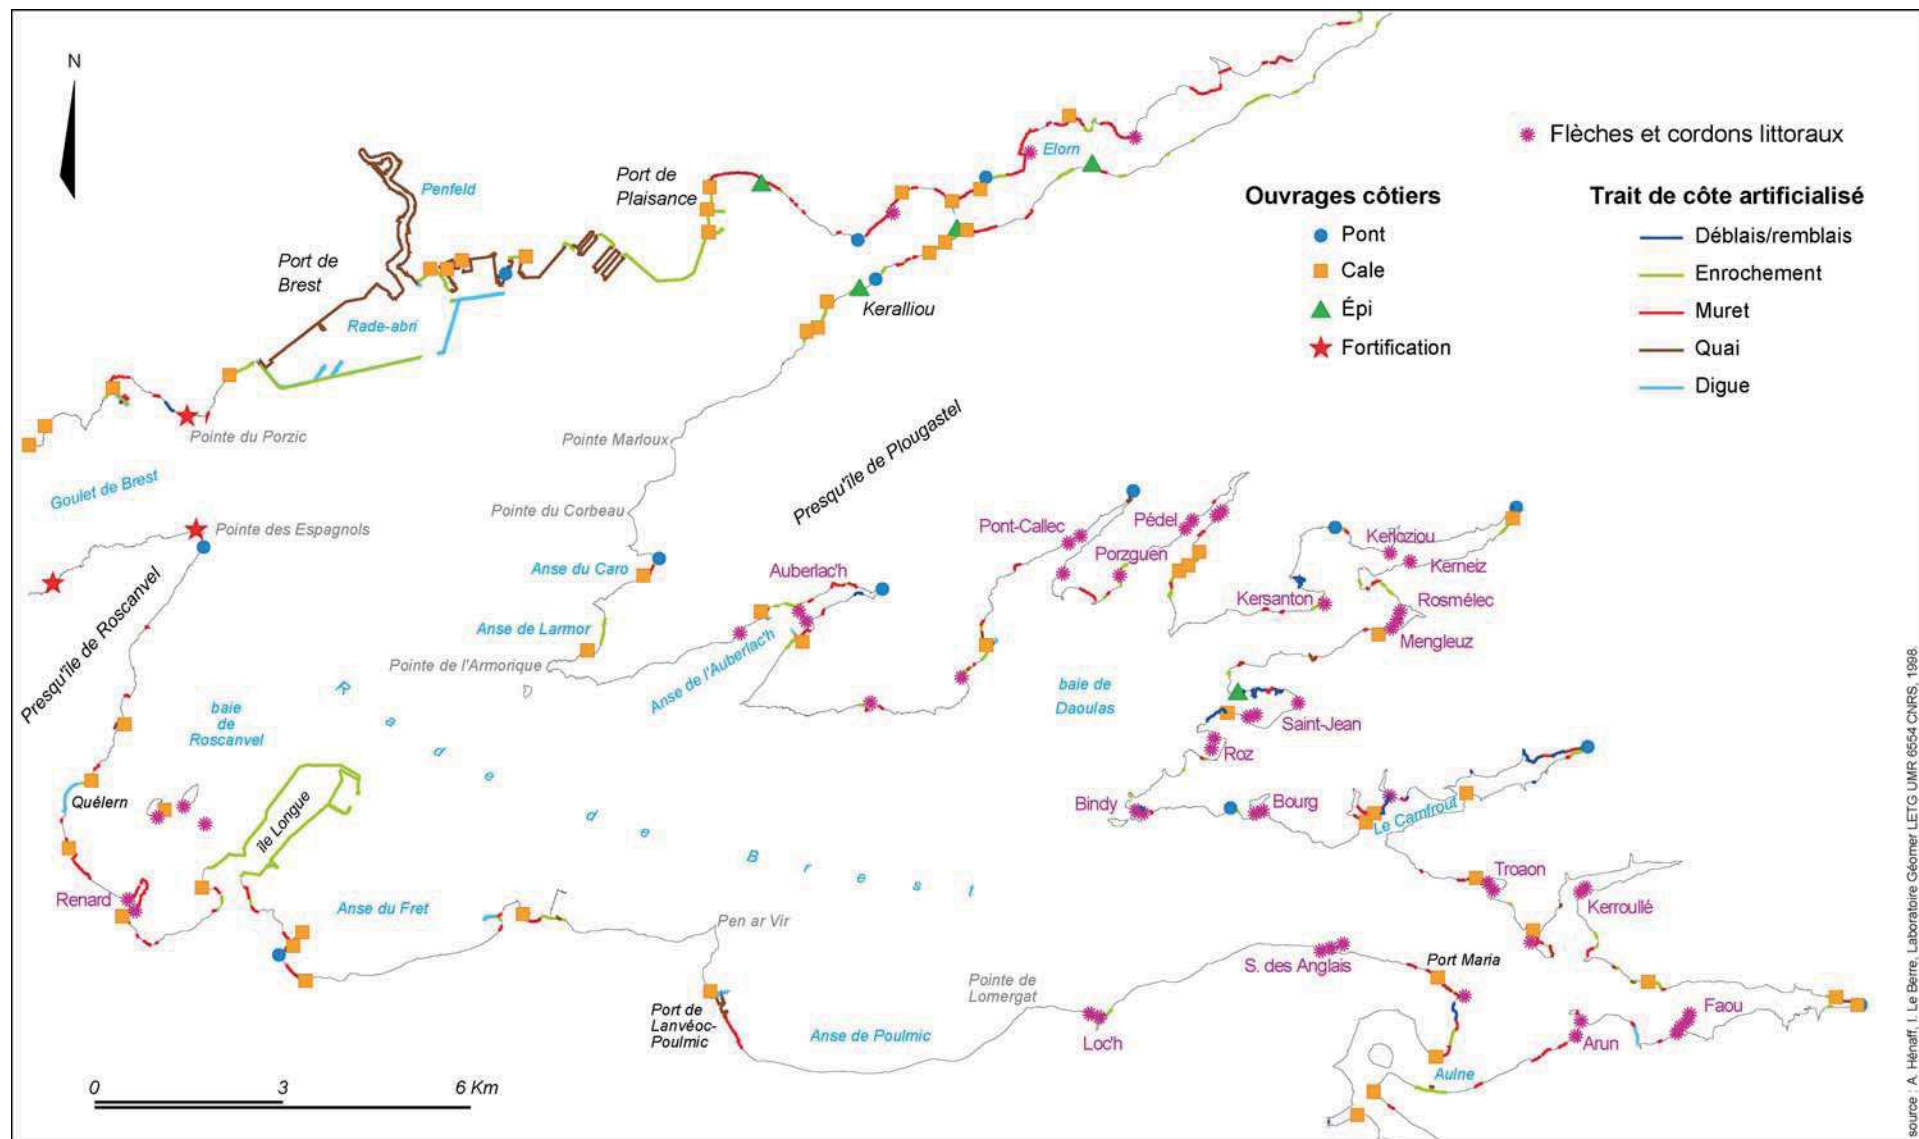 N
Penfeld
Port de
Plaisance
Elorn
Flèches et cordons littoraux
Ouvrages côtiers
Pont
Cale
Épi
Fortification
Trait de côte artificialisé
Déblais/remblais
Enrochement
Muret
Quai
Digue
Port de
Brest
Rade-abri
Keralliou
Pointe du Porzic
Goulet de Brest
Pointe des Espagnols
Pointe Marloux
Presqu'île de Plougastel
Pointe du Corbeau
Anse du Caro
Auberlac'h
Pont-Callec
Pédel
Porzguen
Kerloziou
Kerneiz
Kersanton
Rosmélec
Mengleuz
Presqu'île de Roscanvel
Anse de Larmor
Pointe de l'Armorique
Anse de l'Auberlac'h
baie de
Daoulas
baie
de
Roscanvel
Rade de Brest
Saint-Jean
Roz
Quélern
île Longue
Bindy
Bourg
Le Camfrout
Renard
Anse du Fret
Pen ar Vir
Troaon
Kerroullé
S. des Anglais
Port Maria
Pointe de
Lomergat
Port de
Lanvéoc-
Poulmic
Anse de Poulmic
Loc'h
Faou
Arun
Aulne
0 3 6 Km
source : A. Hénaff, I. Le Berre, Laboratoire Géomer LETG UMR 6554 CNRS, 1998.